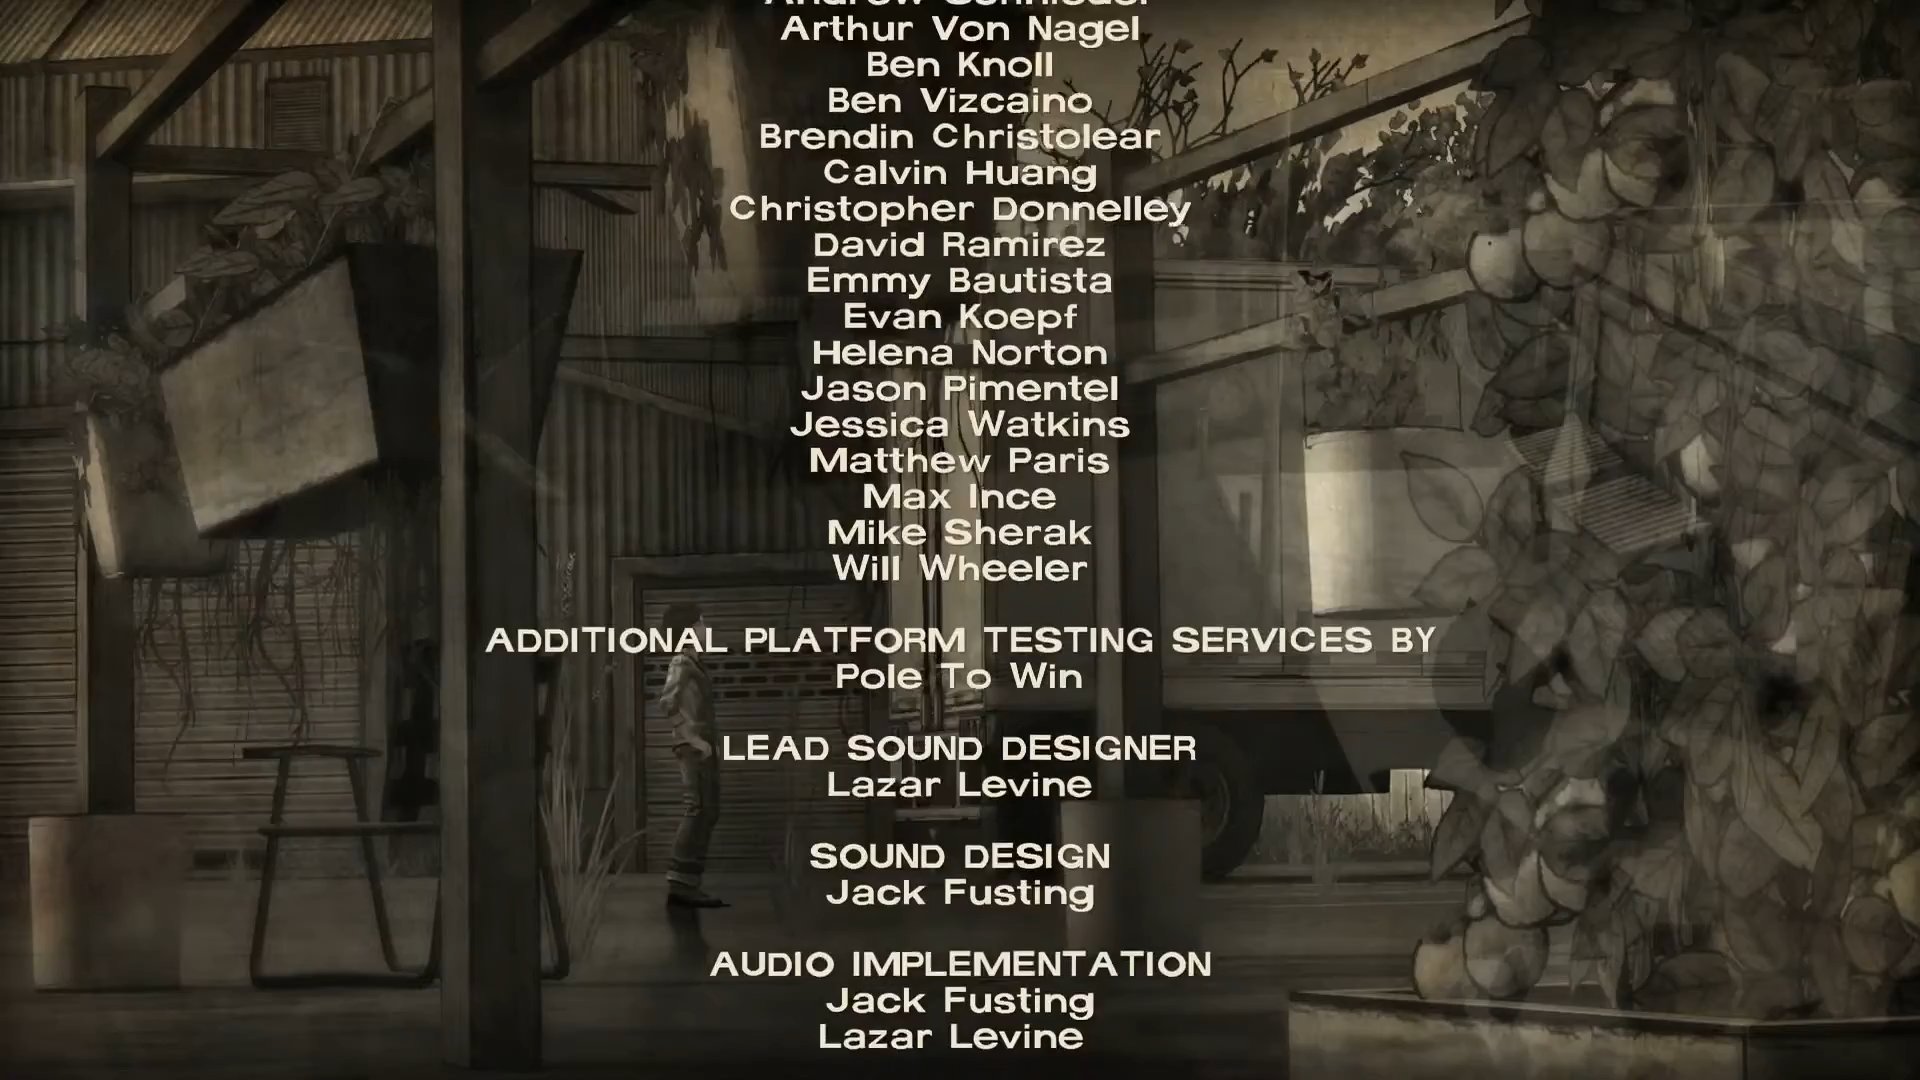 Arthur Von Nagel
Ben Knoll
Ben Vizcaino
Brendin Christolear
Calvin Huang
Christopher Donnelley
David Ramirez
Emmy Bautista
Evan Koepf
Helena Norton
Jason Pimentel
Jessica Watkins
Matthew Paris
Max Ince
Mike Sherak
Will Wheeler
ADDITIONAL PLATFORM TESTING SERVICES BY
Pole To Win
LEAD SOUND DESIGNER
Lazar Levine
SOUND DESIGN
Jack Fusting
AUDIO IMPLEMENTATION
Jack Fusting
Lazar Levine